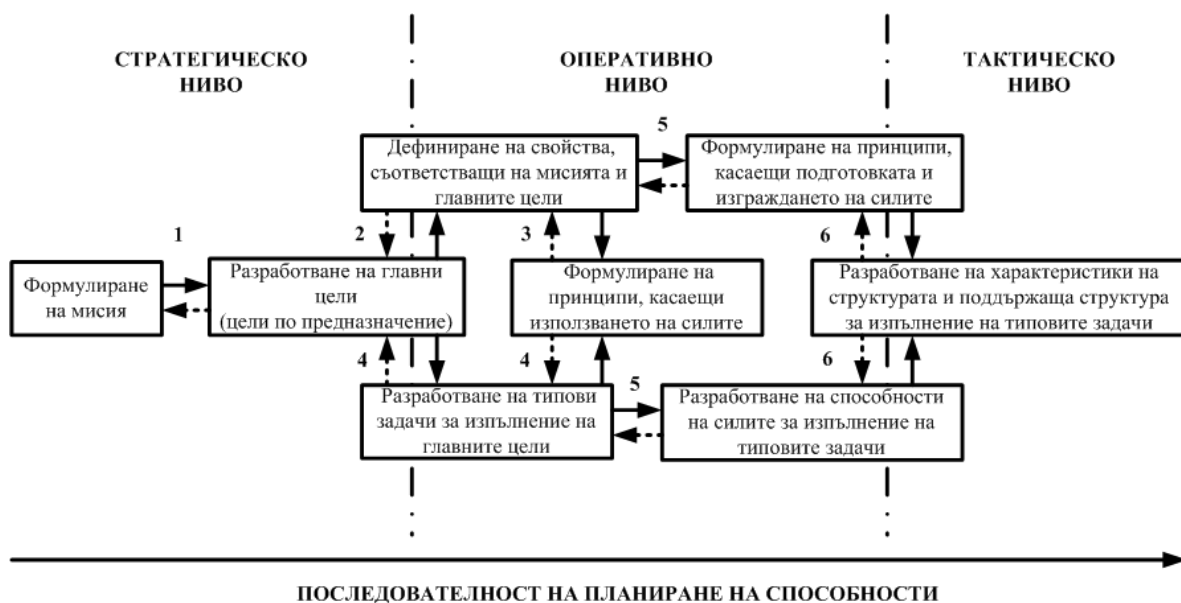 СТРАТЕГИЧЕСКО
НИВО
ОПЕРАТИВНО
НИВО
ТАКТИЧЕСКО
НИВО
5
Дефиниране на свойства,
съответстващи на мисията и
главните цели
Формулиране на принципи,
касаещи подготовката и
изграждането на силите
1
2
3
6
Формулиране
на мисия
Разработване на главни
цели
(цели по предназначение)
Формулиране на
принципи, касаещи
използването на силите
Разработване на характеристики на
структурата и поддържаща структура
за изпълнение на типовите задачи
4
4
6
5
Разработване на типови
задачи за изпълнение на
главните цели
Разработване на способности
на силите за изпълнение на
типовите задачи
ПОСЛЕДОВАТЕЛНОСТ НА ПЛАНИРАНЕ НА СПОСОБНОСТИ